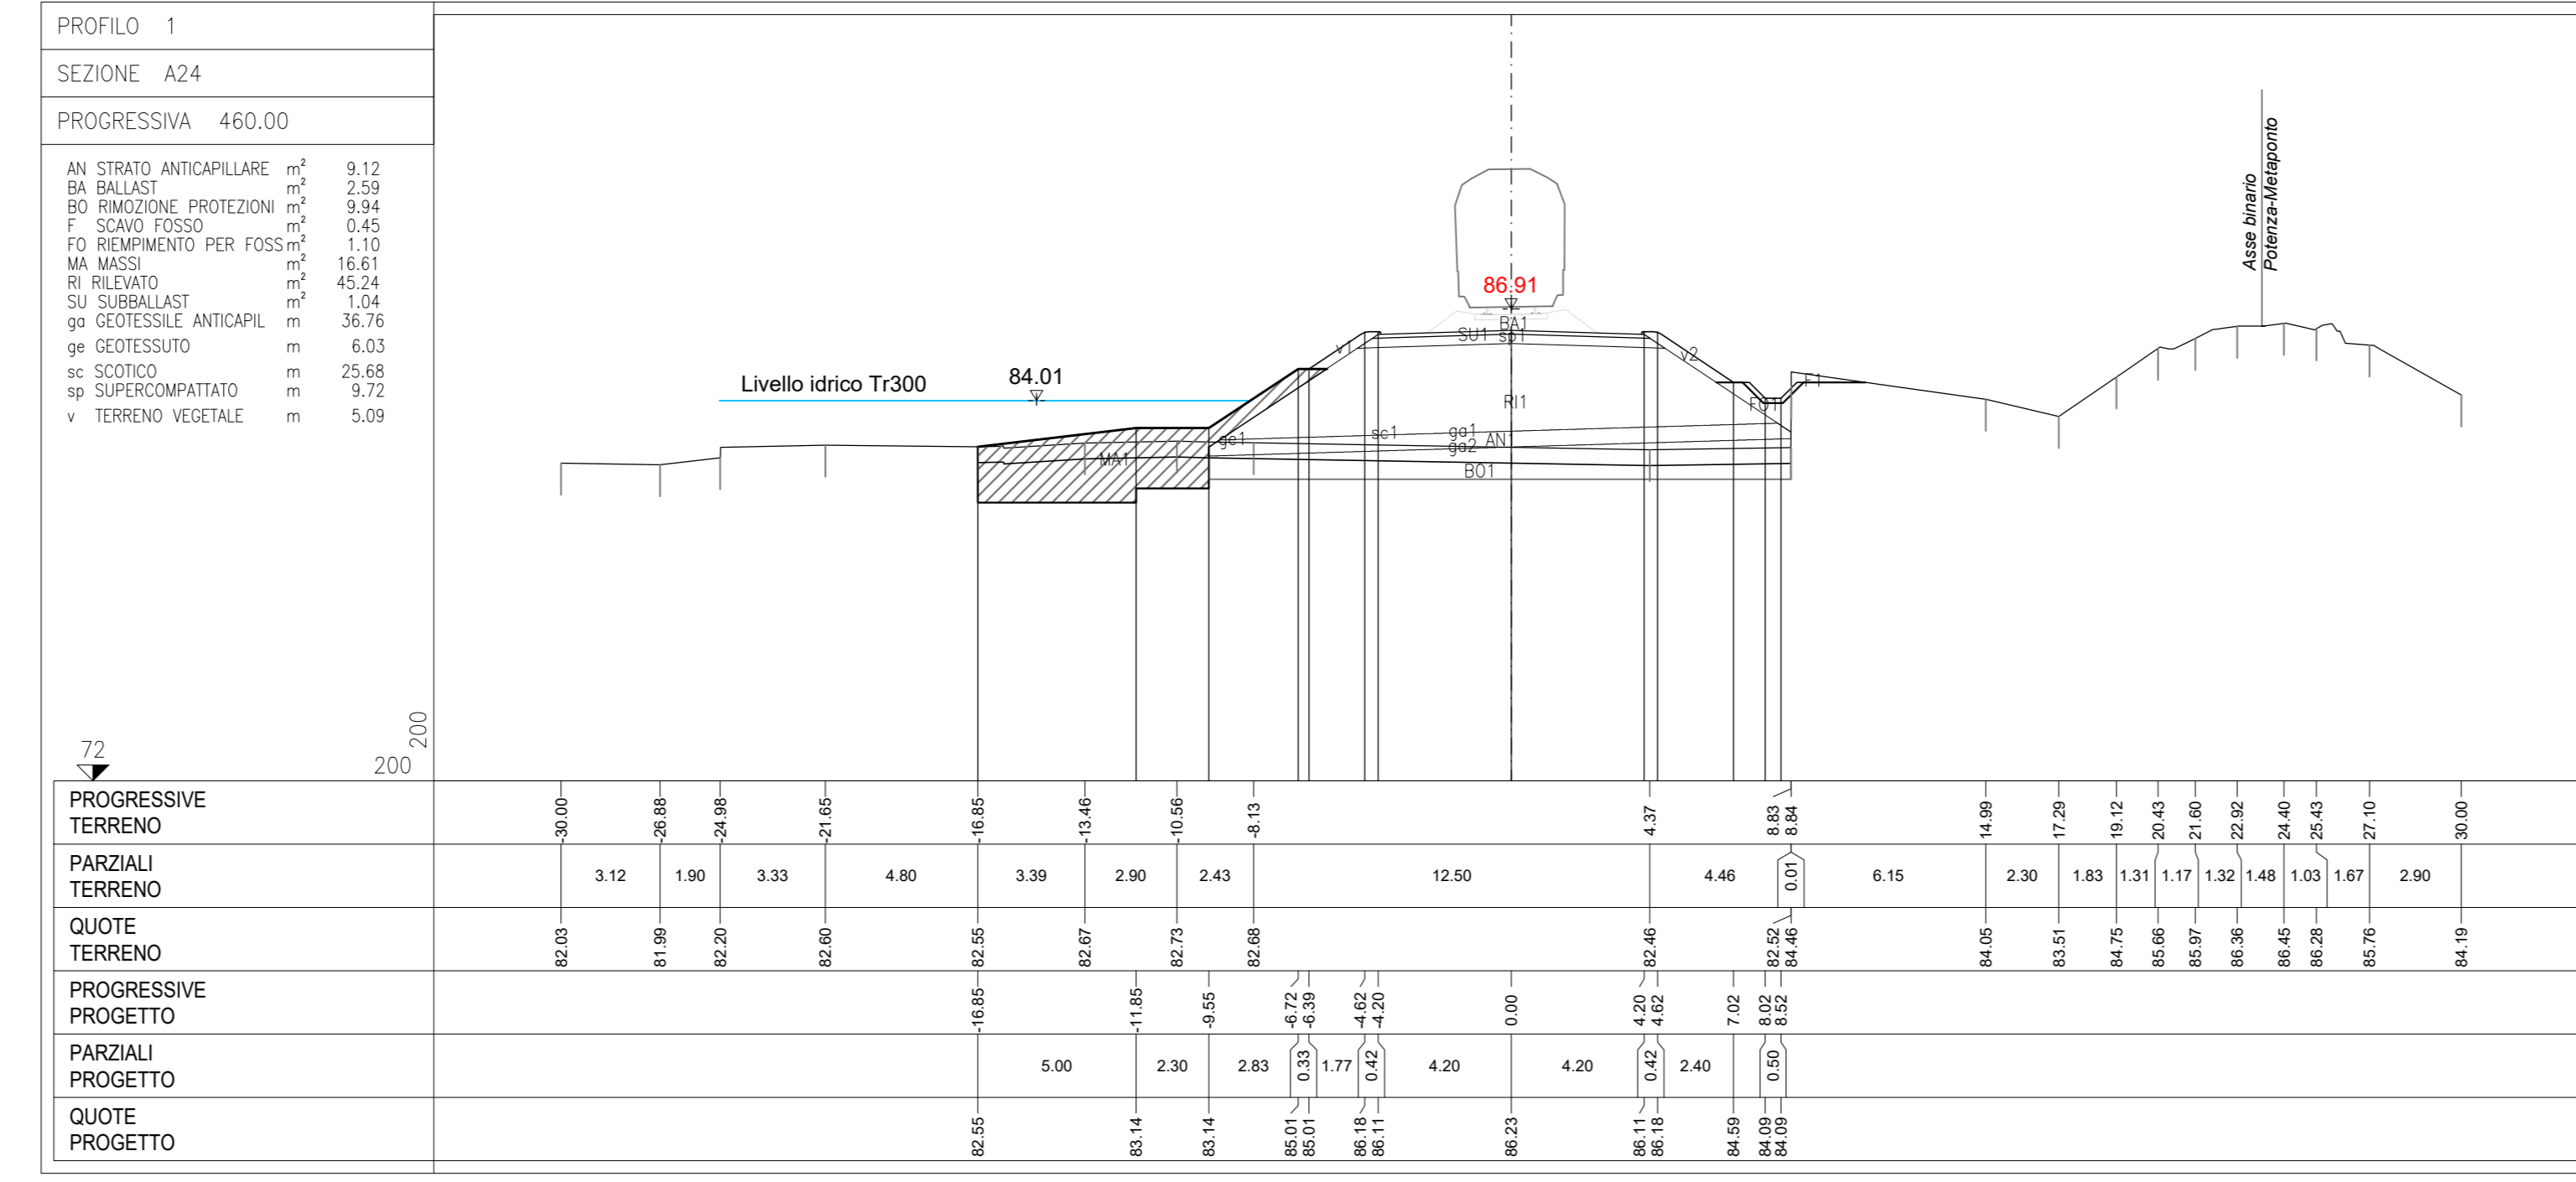 PROFILO 1
SEZIONE A24
PROGRESSIVA 460.00
AN STRATO ANTICAPILLARE m² 9.12
BA BALLAST m² 2.59
BO RIMOZIONE PROTEZIONI m² 9.94
F SCAVO FOSSO m² 0.45
FO RIEMPIMENTO PER FOSS m² 1.10
MA MASSI m² 16.61
RI RILEVATO m² 45.24
SU SUBBALLAST m² 1.04
ga GEOTESSILE ANTICAPIL m 36.76
ge GEOTESSUTO m 6.03
sc SCOTICO m 25.68
sp SUPERCOMPATTATO m 9.72
v TERRENO VEGETALE m 5.09
Asse binario
Potenza-Metaponto
86.91
BA1
SU1 sp1
v1
v2
F1
Livello idrico Tr300 84.01
RI1
FO1
ge1
sc1
ga1
AN1
ga2
MA1
BO1
200
72
200
PROGRESSIVE
TERRENO
-30.00 -26.88 -24.98 -21.65 -16.85 -13.46 -10.56 -8.13 4.37 8.83 8.84 14.99 17.29 19.12 20.43 21.60 22.92 24.40 25.43 27.10 30.00
PARZIALI
TERRENO
3.12 1.90 3.33 4.80 3.39 2.90 2.43 12.50 4.46 0.01 6.15 2.30 1.83 1.31 1.17 1.32 1.48 1.03 1.67 2.90
QUOTE
TERRENO
82.03 81.99 82.20 82.60 82.55 82.67 82.73 82.68 82.46 82.52 84.46 84.05 83.51 84.75 85.66 85.97 86.36 86.45 86.28 85.76 84.19
PROGRESSIVE
PROGETTO
-16.85 -11.85 -9.55 -6.72 -6.39 -4.62 -4.20 0.00 4.20 4.62 7.02 8.02 8.52
PARZIALI
PROGETTO
5.00 2.30 2.83 0.33 1.77 0.42 4.20 4.20 0.42 2.40 0.50
QUOTE
PROGETTO
82.55 83.14 83.14 85.01 85.01 86.18 86.11 86.23 86.11 86.18 84.59 84.09 84.09